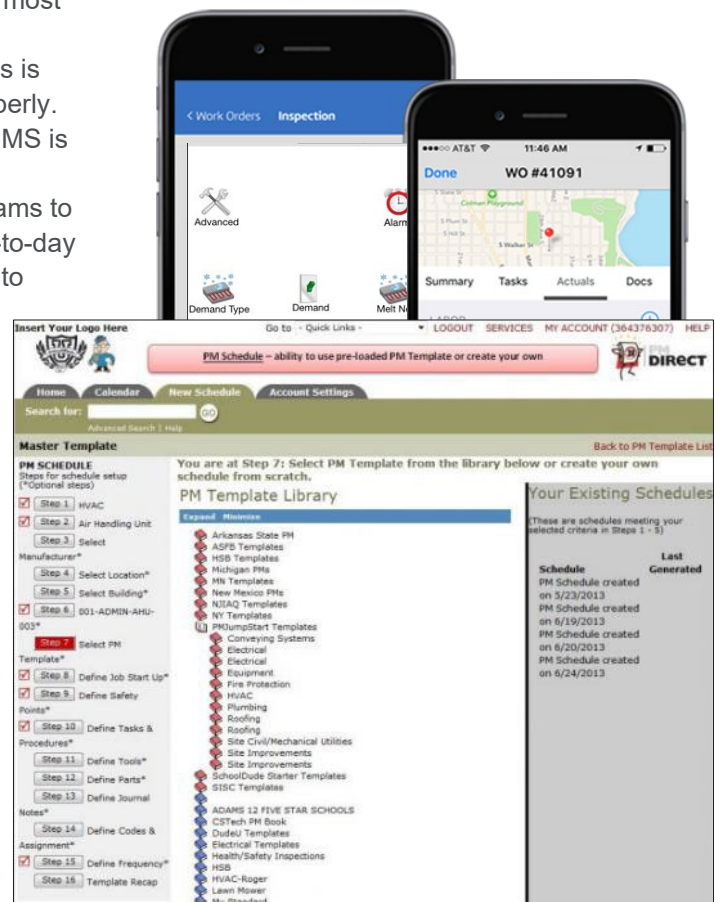 most
s is
perly.
MS is
ams to
-to-day
to
< Work Orders Inspection
Advanced
Alarm
Demand Type
Demand
AT&T 11:46 AM
Done WO #41091
Colman Playground
S Plum St
S Hill St
S Walker St
Summary Tasks Actuals Docs
LABOR
Insert Your Logo Here
Go to - Quick Links - LOGOUT SERVICES MY ACCOUNT (364376307) HELP
PM Schedule – ability to use pre-loaded PM Template or create your own
PM DIRECT
Home Calendar New Schedule Account Settings
Search for: GO
Advanced Search | Help
Master Template Back to PM Template List
PM SCHEDULE
Steps for schedule setup
(*Optional steps)
Step 1 HVAC
Step 2 Air Handling Unit
Step 3 Select
Manufacturer*
Step 4 Select Location*
Step 5 Select Building*
Step 6 001-ADMIN-AHU-
003*
Step 7 Select PM
Template*
Step 8 Define Job Start Up*
Step 9 Define Safety
Points*
Step 10 Define Tasks &
Procedures*
Step 11 Define Tools*
Step 12 Define Parts*
Step 13 Define Journal
Notes*
Step 14 Define Codes &
Assignment*
Step 15 Define Frequency*
Step 16 Template Recap
You are at Step 7: Select PM Template from the library below or create your own
schedule from scratch.
PM Template Library
Expand Minimize
Arkansas State PM
ASFB Templates
HSB Templates
Michigan PMs
MN Templates
New Mexico PMs
NJIAQ Templates
NY Templates
PMJumpStart Templates
Conveying Systems
Electrical
Electrical
Equipment
Fire Protection
HVAC
Plumbing
Roofing
Roofing
Site Civil/Mechanical Utilities
Site Improvements
Site Improvements
SchoolDude Starter Templates
SISC Templates
ADAMS 12 FIVE STAR SCHOOLS
CSTech PM Book
DudeU Templates
Electrical Templates
Health/Safety Inspections
HSB
HVAC-Roger
Lawn Mower
My Standard
Your Existing Schedules
(These are schedules meeting your
selected criteria in Steps 1 - 5)
Last
Schedule Generated
PM Schedule created
on 5/23/2013
PM Schedule created
on 6/19/2013
PM Schedule created
on 6/20/2013
PM Schedule created
on 6/24/2013